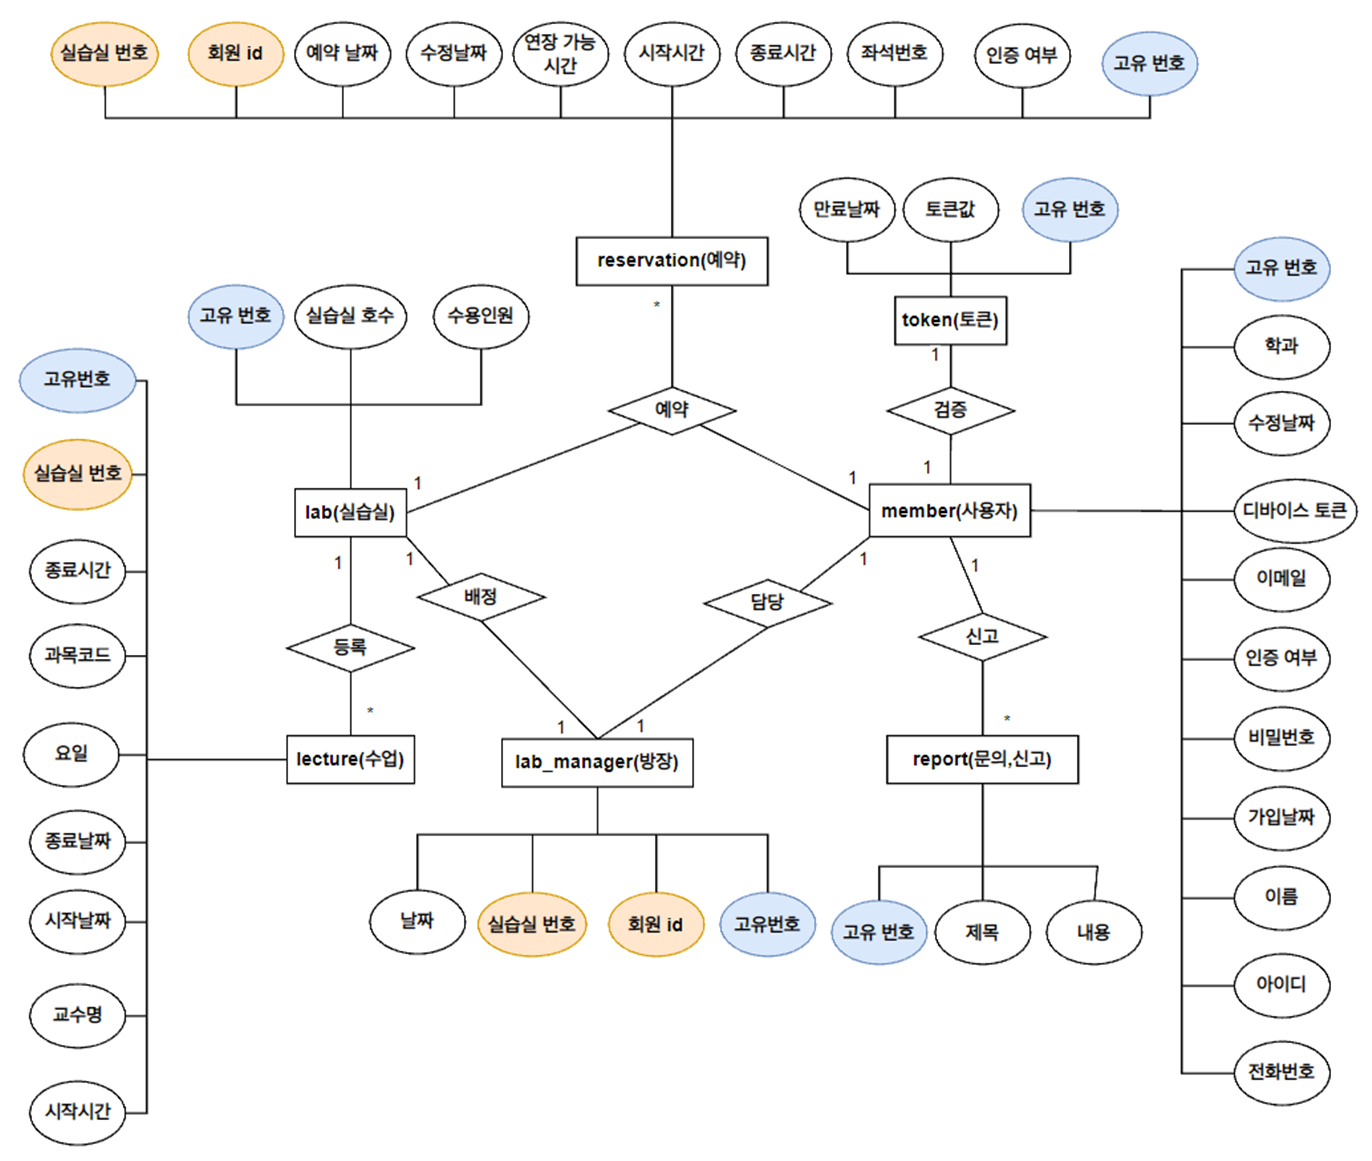 실습실 번호
회원 id
예약 날짜
수정날짜
연장 가능
시간
시작시간
종료시간
좌석번호
인증 여부
고유 번호
만료날짜
토큰값
고유 번호
reservation(예약)
*
고유 번호
실습실 호수
수용인원
token(토큰)
1
고유 번호
학과
수정날짜
디바이스 토큰
이메일
인증 여부
비밀번호
가입날짜
이름
아이디
전화번호
고유번호
실습실 번호
종료시간
과목코드
요일
종료날짜
시작날짜
교수명
시작시간
예약
검증
1
1
1
lab(실습실)
member(사용자)
1
1
1
1
배정
담당
등록
신고
*
1
1
*
lecture(수업)
lab_manager(방장)
report(문의,신고)
날짜
실습실 번호
회원 id
고유번호
고유 번호
제목
내용